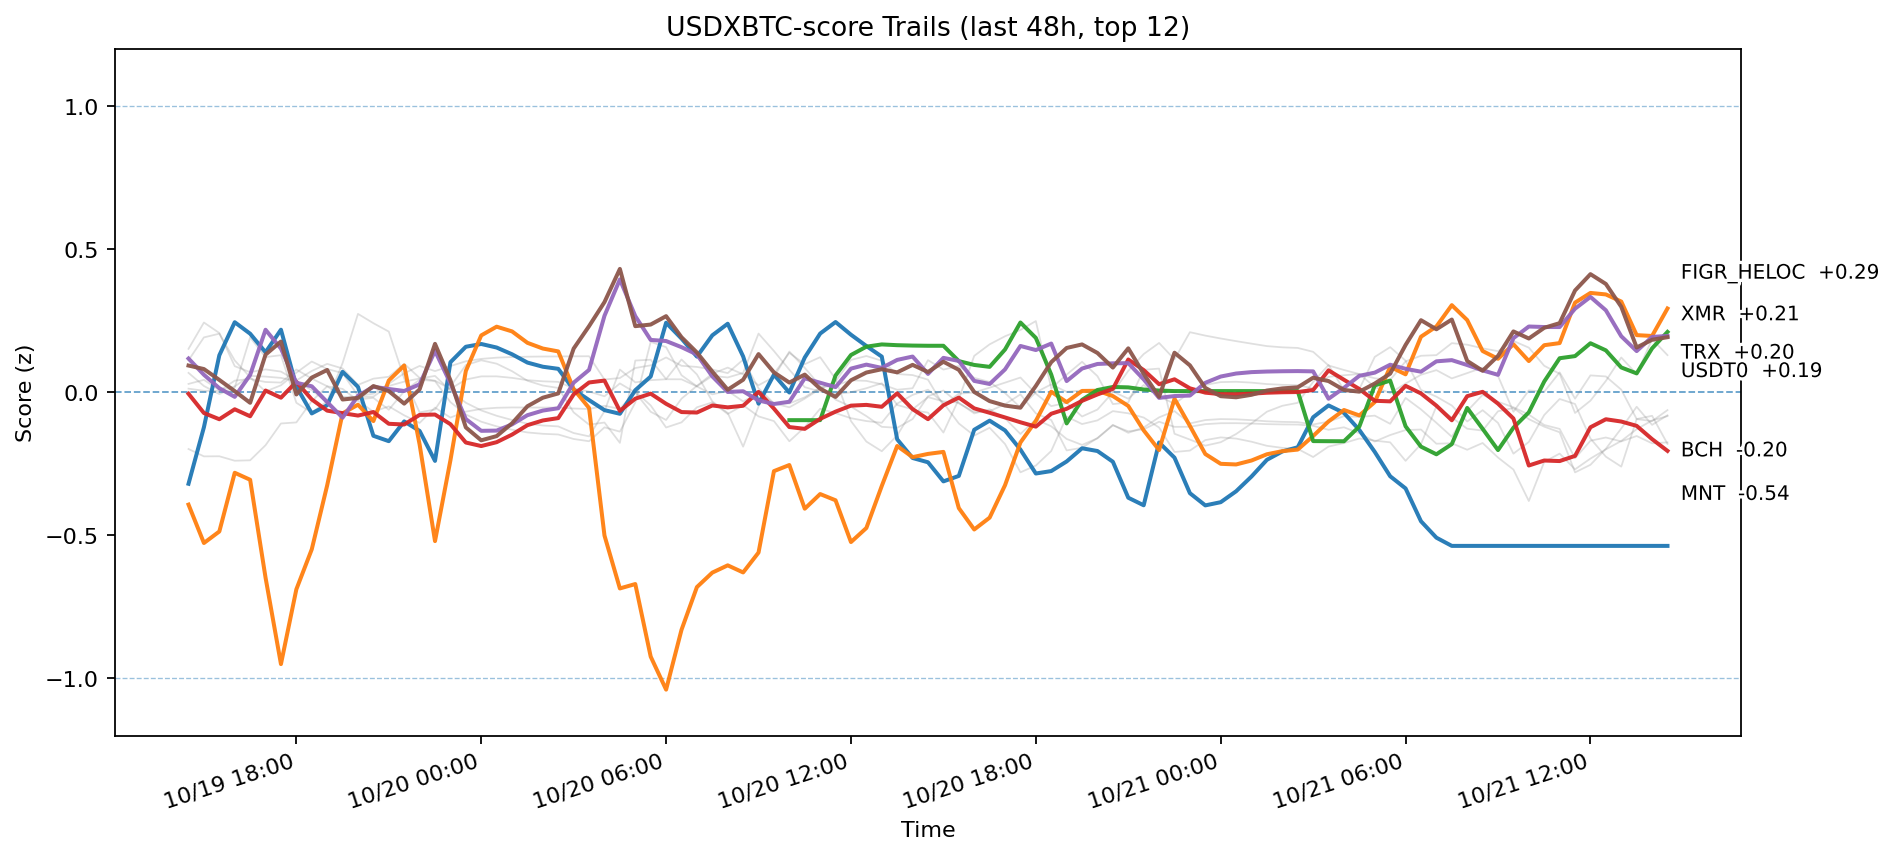 USDXBTC-score Trails (last 48h, top 12)
Score (z)
1.0
0.5
0.0
−0.5
−1.0
FIGR_HELOC +0.29
XMR +0.21
TRX +0.20
USDT0 +0.19
BCH -0.20
MNT -0.54
10/19 18:00
10/20 00:00
10/20 06:00
10/20 12:00
10/20 18:00
10/21 00:00
10/21 06:00
10/21 12:00
Time